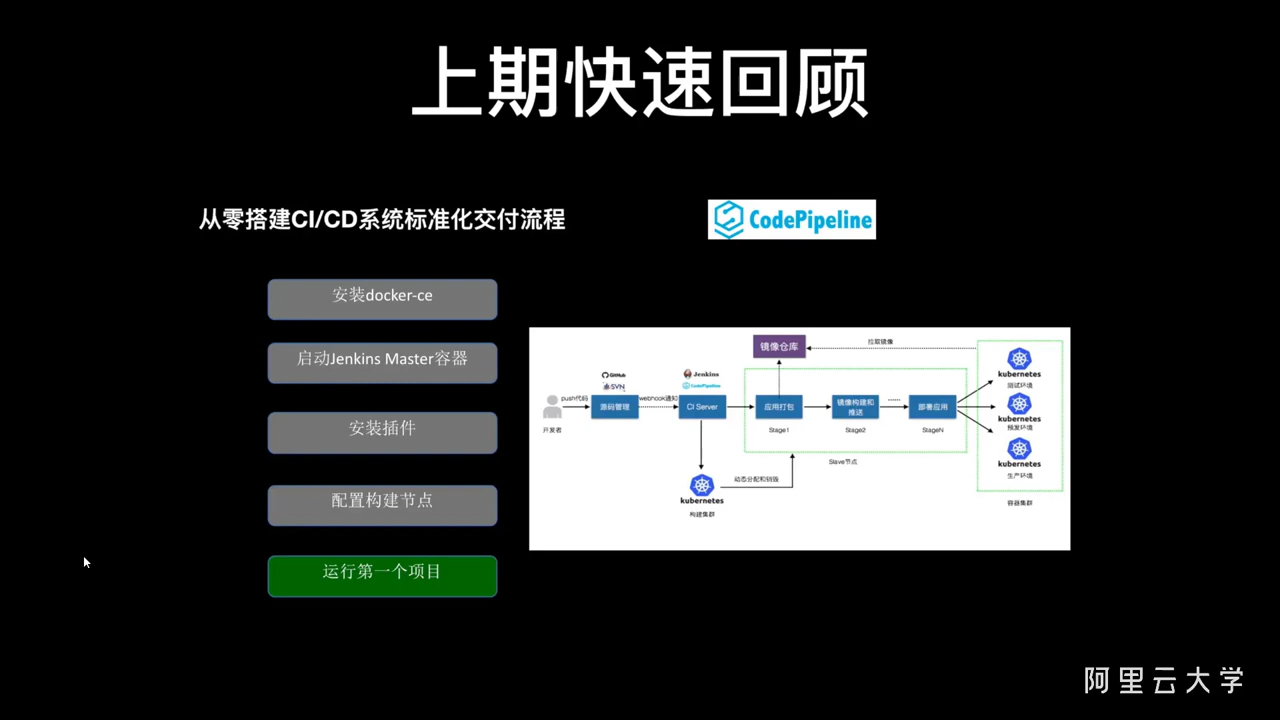 上期快速回顾
从零搭建CI/CD系统标准化交付流程
CodePipeline
安装docker-ce
启动Jenkins Master容器
安装插件
配置构建节点
运行第一个项目
镜像仓库
拉取镜像
GitHub
SVN
Jenkins
CodePipeline
push代码
源码管理
webhook通知
CI Server
应用打包
镜像构建和
推送
......
部署应用
开发者
Stage1
Stage2
StageN
Slave节点
kubernetes
测试环境
kubernetes
预发环境
kubernetes
生产环境
容器集群
动态分配和销毁
kubernetes
构建集群
阿里云大学